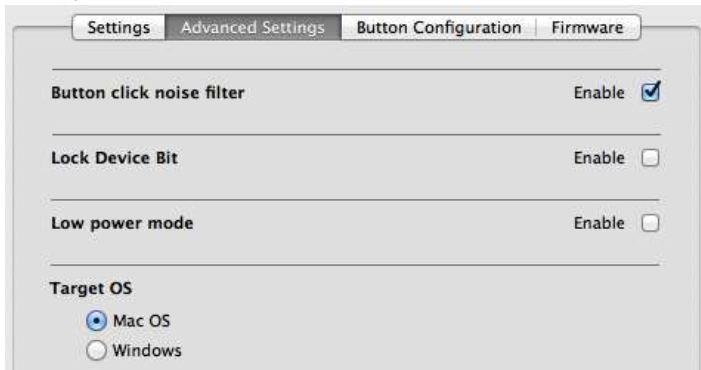 Settings Advanced Settings Button Configuration Firmware
Button click noise filter Enable
Lock Device Bit Enable
Low power mode Enable
Target OS
Mac OS
Windows